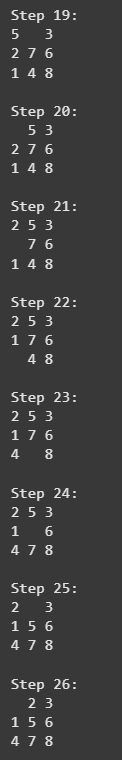 Step 19:
5   3
2 7 6
1 4 8

Step 20:
  5 3
2 7 6
1 4 8

Step 21:
2 5 3
  7 6
1 4 8

Step 22:
2 5 3
1 7 6
  4 8

Step 23:
2 5 3
1 7 6
4   8

Step 24:
2 5 3
1   6
4 7 8

Step 25:
2   3
1 5 6
4 7 8

Step 26:
  2 3
1 5 6
4 7 8